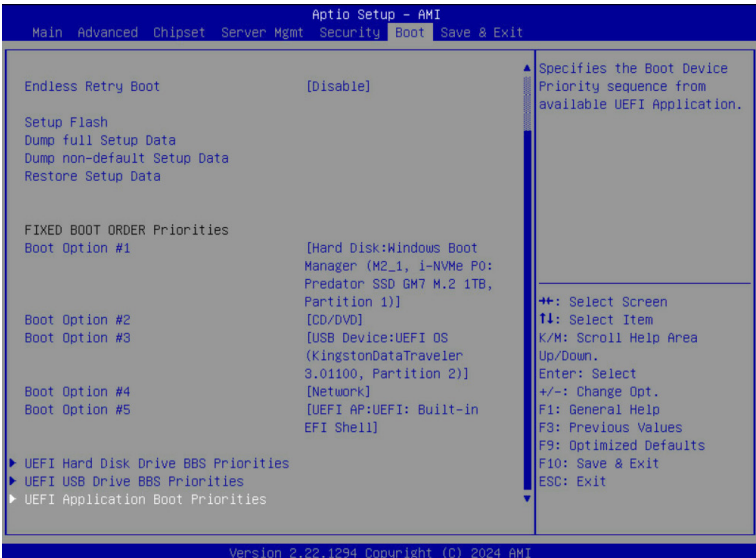 Aptio Setup – AMI
Main Advanced Chipset Server Mgmt Security Boot Save & Exit
Endless Retry Boot [Disable]
Setup Flash
Dump full Setup Data
Dump non-default Setup Data
Restore Setup Data
FIXED BOOT ORDER Priorities
Boot Option #1 [Hard Disk:Windows Boot
Manager (M2_1, i-NVMe P0:
Predator SSD GM7 M.2 1TB,
Partition 1)]
Boot Option #2 [CD/DVD]
Boot Option #3 [USB Device:UEFI OS
(KingstonDataTraveler
3.01100, Partition 2)]
Boot Option #4 [Network]
Boot Option #5 [UEFI AP:UEFI: Built-in
EFI Shell]
UEFI Hard Disk Drive BBS Priorities
UEFI USB Drive BBS Priorities
UEFI Application Boot Priorities
Specifies the Boot Device
Priority sequence from
available UEFI Application.
→←: Select Screen
↑↓: Select Item
K/M: Scroll Help Area
Up/Down.
Enter: Select
+/-: Change Opt.
F1: General Help
F3: Previous Values
F9: Optimized Defaults
F10: Save & Exit
ESC: Exit
Version 2.22.1294 Copyright (C) 2024 AMI